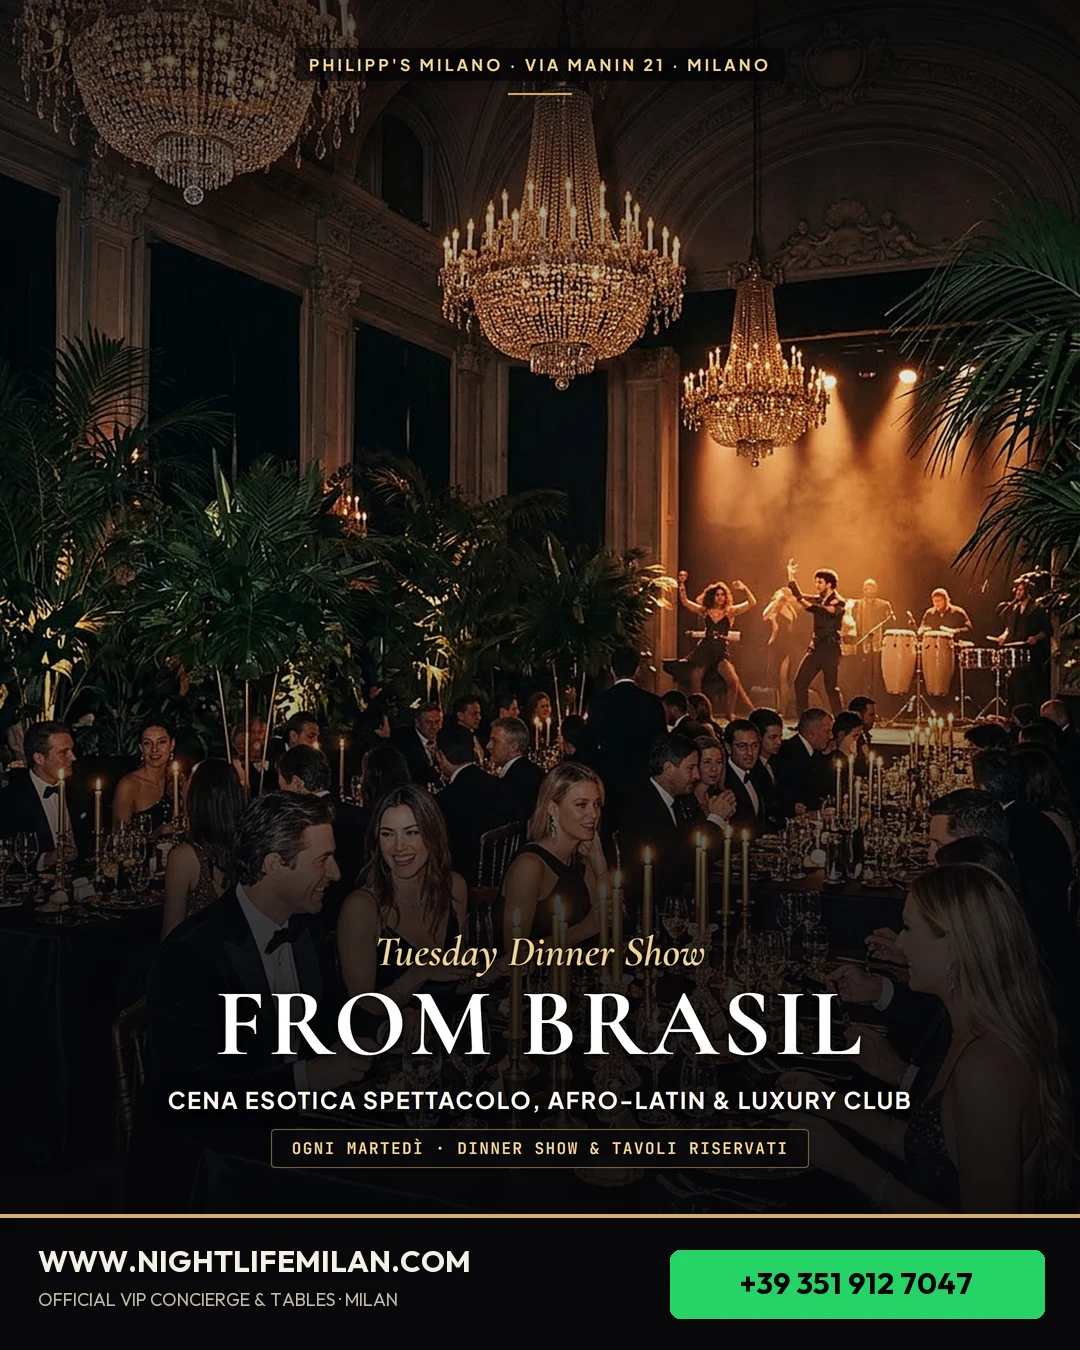 PHILIPP'S MILANO · VIA MANIN 21 · MILANO
Tuesday Dinner Show
FROM BRASIL
CENA ESOTICA SPETTACOLO, AFRO-LATIN & LUXURY CLUB
OGNI MARTEDÌ · DINNER SHOW & TAVOLI RISERVATI
WWW.NIGHTLIFEMILAN.COM
OFFICIAL VIP CONCIERGE & TABLES · MILAN
+39 351 912 7047